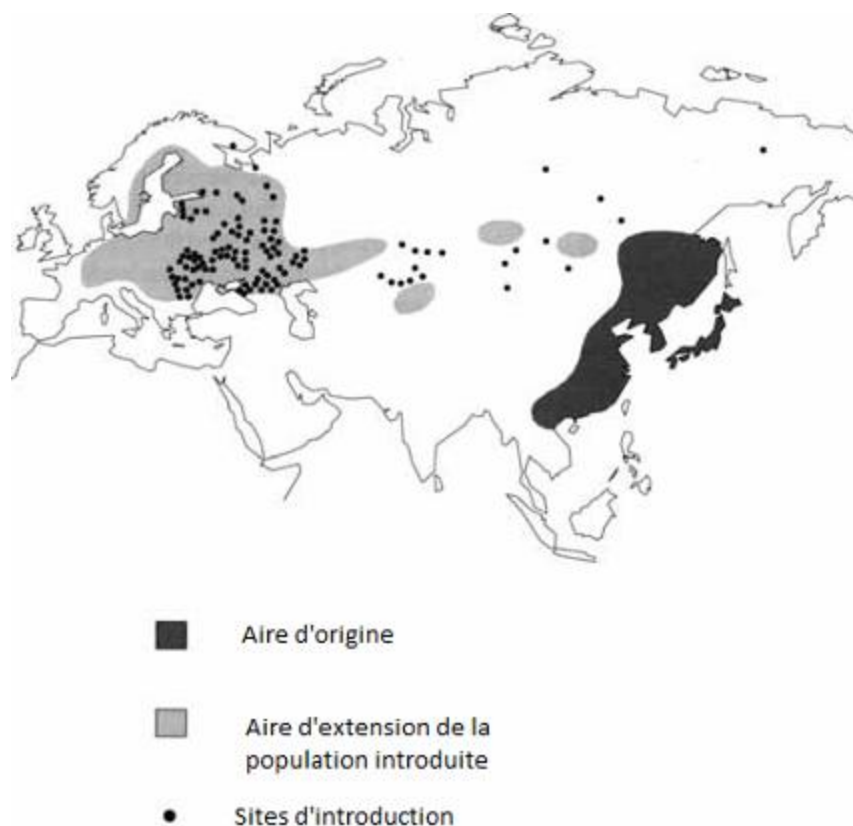 Aire d'origine
Aire d'extension de la
population introduite
Sites d'introduction